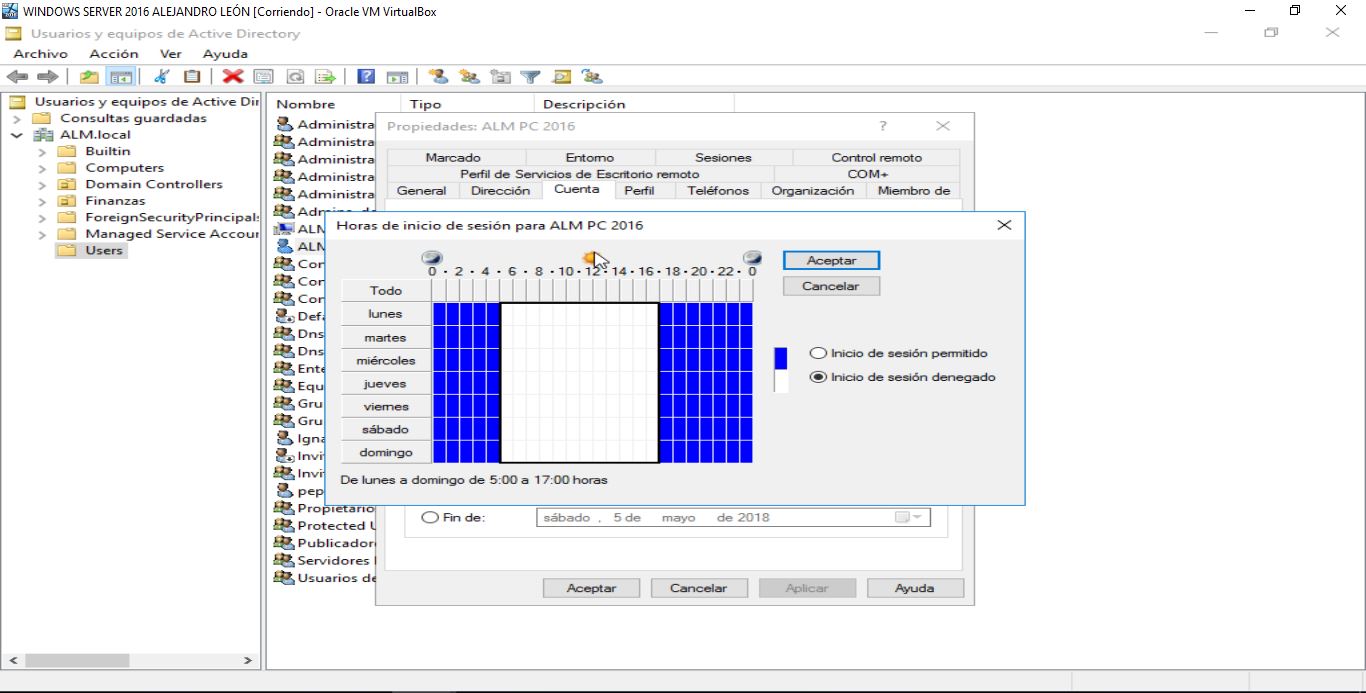 WINDOWS SERVER 2016 ALEJANDRO LEÓN [Corriendo] - Oracle VM VirtualBox
Usuarios y equipos de Active Directory
Archivo Acción Ver Ayuda
Usuarios y equipos de Active Dir
Consultas guardadas
ALM.local
Builtin
Computers
Domain Controllers
Finanzas
ForeignSecurityPrincipals
Managed Service Accour
Users
Nombre Tipo Descripción
Administra
Administra
Administra
Administra
Administra
ALM
ALM
Cor
Cor
Cor
Defa
Dns
Dns
Ente
Equ
Gru
Gru
Igna
Invi
Invi
pep
Propietario
Protected U
Publicador
Servidores
Usuarios de
Propiedades: ALM PC 2016 ?
Marcado Entorno Sesiones Control remoto
Perfil de Servicios de Escritorio remoto COM+
General Dirección Cuenta Perfil Teléfonos Organización Miembro de
Horas de inicio de sesión para ALM PC 2016
0 · 2 · 4 · 6 · 8 · 10 · 12 · 14 · 16 · 18 · 20 · 22 · 0
Todo
lunes
martes
miércoles
jueves
viernes
sábado
domingo
De lunes a domingo de 5:00 a 17:00 horas
Aceptar
Cancelar
Inicio de sesión permitido
Inicio de sesión denegado
Fin de: sábado , 5 de mayo de 2018
Aceptar Cancelar Aplicar Ayuda